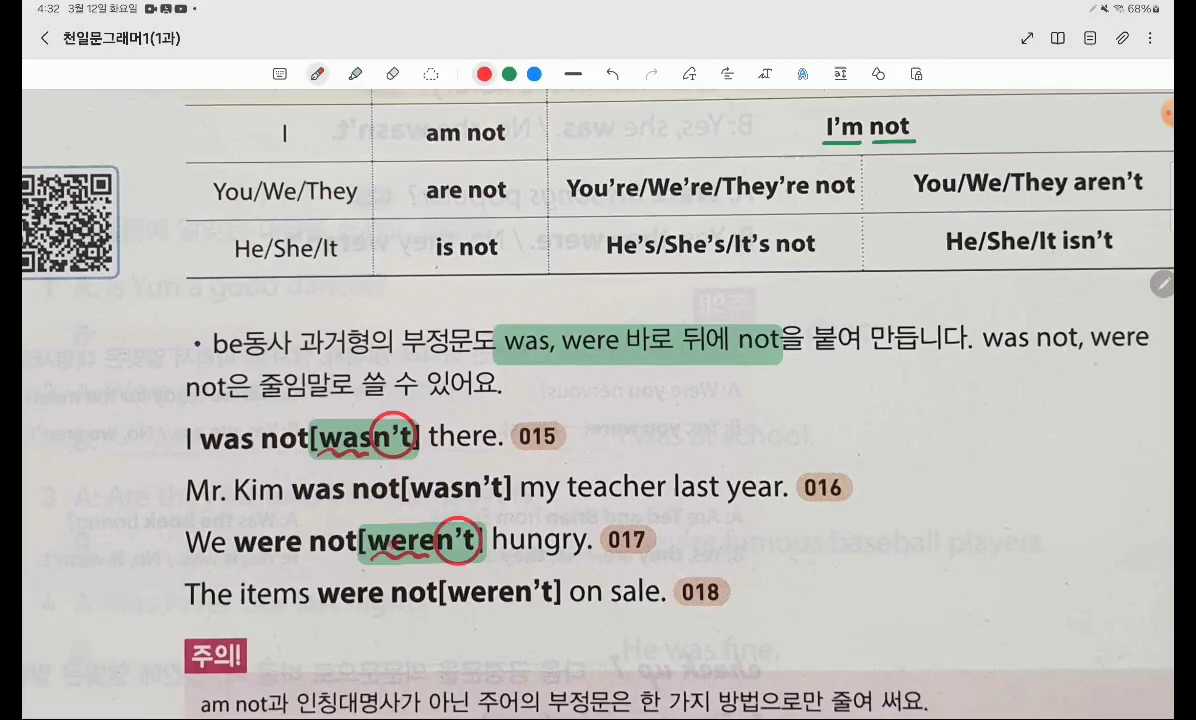 4:32 3월 12일 화요일
68%
천일문그래머1(1과)
I am not I'm not
You/We/They are not You're/We're/They're not You/We/They aren't
He/She/It is not He's/She's/It's not He/She/It isn't
• be동사 과거형의 부정문도 was, were 바로 뒤에 not을 붙여 만듭니다. was not, were
not은 줄임말로 쓸 수 있어요.
I was not[wasn't] there. 015
Mr. Kim was not[wasn't] my teacher last year. 016
We were not[weren't] hungry. 017
The items were not[weren't] on sale. 018
주의!
am not과 인칭대명사가 아닌 주어의 부정문은 한 가지 방법으로만 줄여 써요.